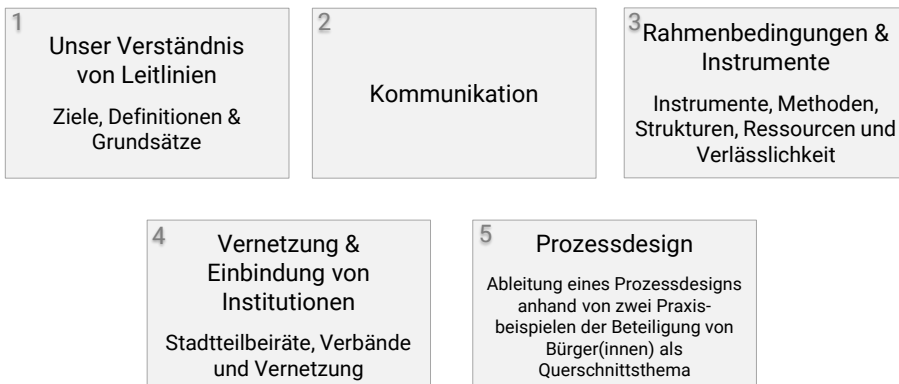 1
Unser Verständnis
von Leitlinien
Ziele, Definitionen &
Grundsätze
2
Kommunikation
3
Rahmenbedingungen &
Instrumente
Instrumente, Methoden,
Strukturen, Ressourcen und
Verlässlichkeit
4
Vernetzung &
Einbindung von
Institutionen
Stadtteilbeiräte, Verbände
und Vernetzung
5
Prozessdesign
Ableitung eines Prozessdesigns
anhand von zwei Praxis-
beispielen der Beteiligung von
Bürger(innen) als
Querschnittsthema